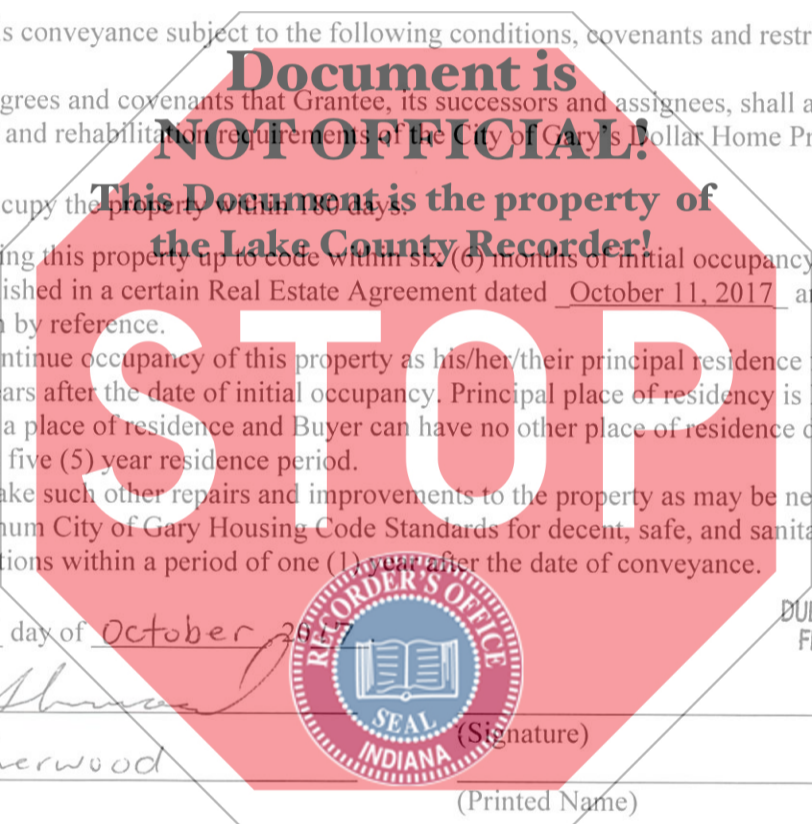 s conveyance subject to the following conditions, covenants and restr
Document is
grees and covenants that Grantee, its successors and assignees, shall a
and rehabilitation requirements of the City of Gary's Dollar Home Pr
NOT OFFICIAL!
cupy the property within 180 days.
This Document is the property of
the Lake County Recorder!
ing this property up to code within six (6) months of initial occupancy
ished in a certain Real Estate Agreement dated October 11, 2017 a
by reference.
STOP
ntinue occupancy of this property as his/her/their principal residence
ars after the date of initial occupancy. Principal place of residency is
a place of residence and Buyer can have no other place of residence
five (5) year residence period.
ake such other repairs and improvements to the property as may be ne
num City of Gary Housing Code Standards for decent, safe, and sanita
tions within a period of one (1) year after the date of conveyance.
day of October 2017
RECORDER'S OFFICE
SEAL
INDIANA
(Signature)
erwood
(Printed Name)